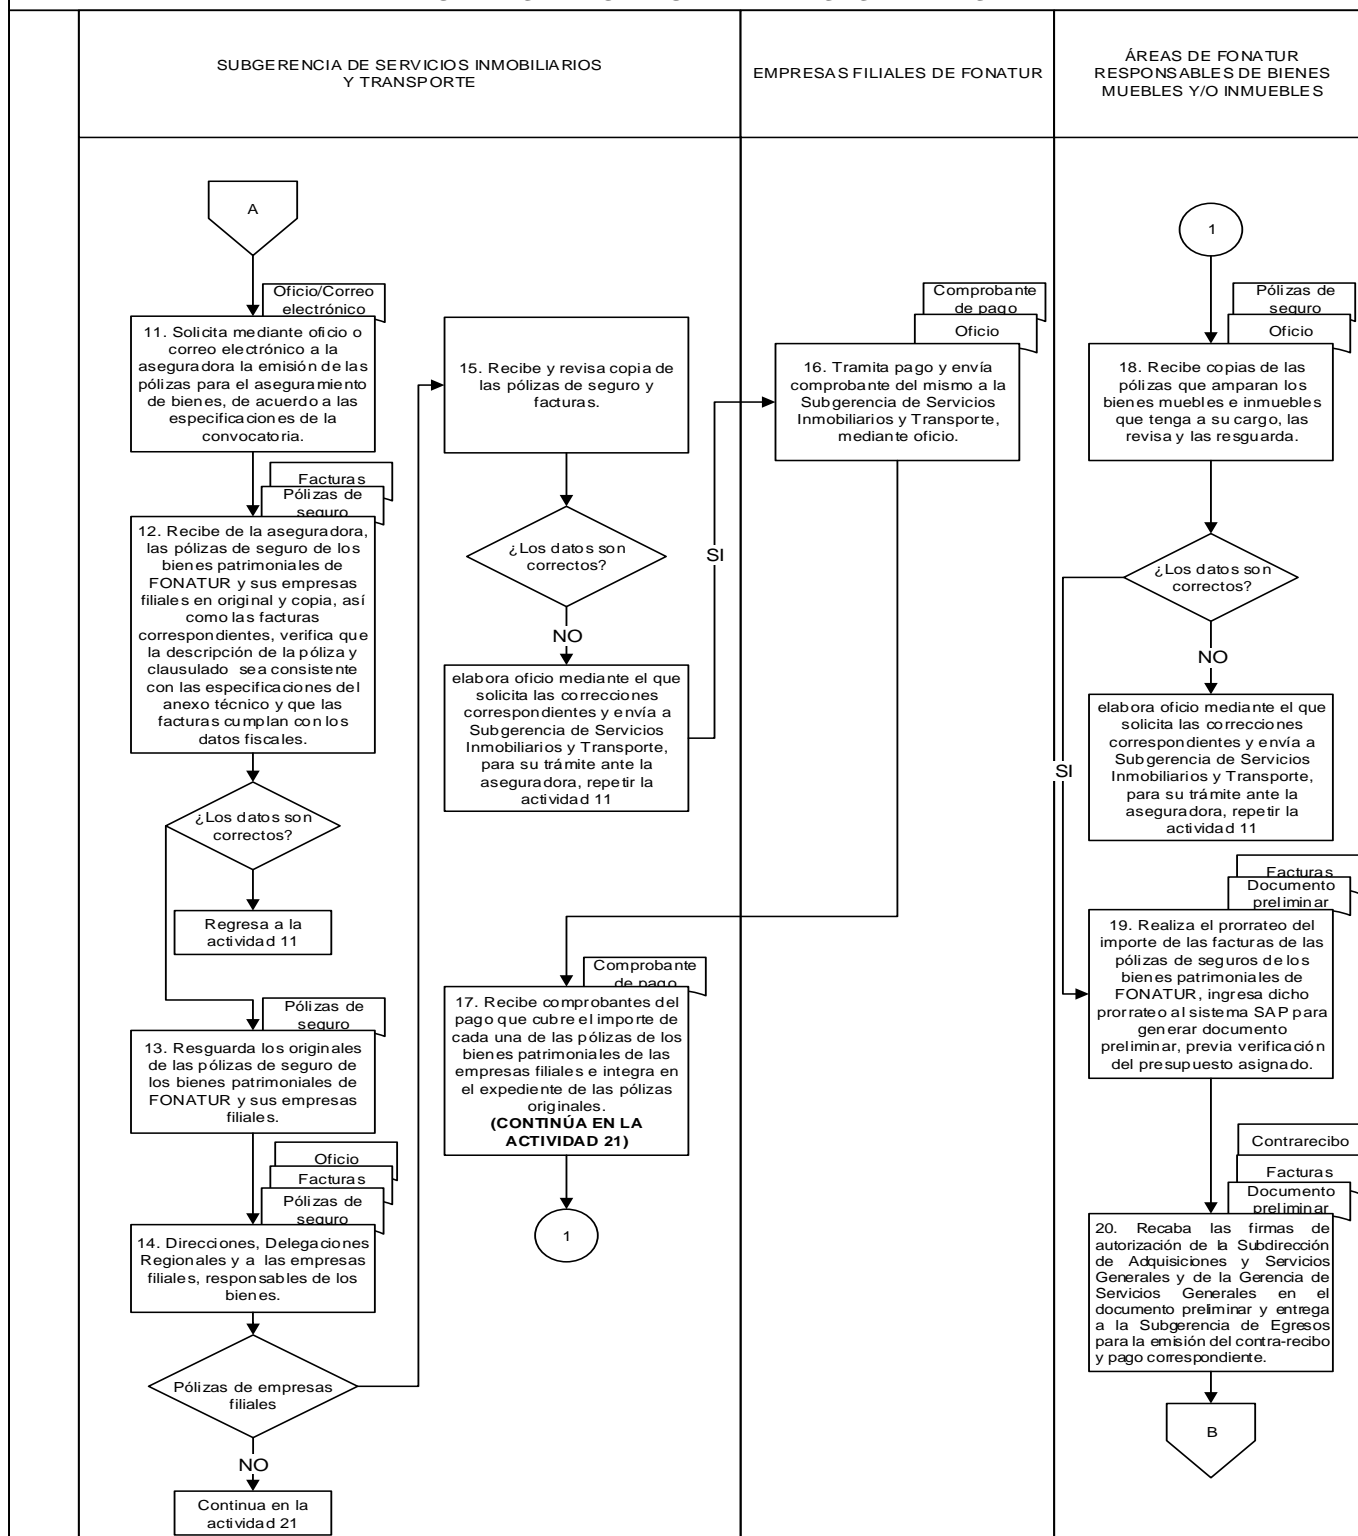 SUBGERENCIA DE SERVICIOS INMOBILIARIOS
Y TRANSPORTE
EMPRESAS FILIALES DE FONATUR
ÁREAS DE FONATUR
RESPONSABLES DE BIENES
MUEBLES Y/O INMUEBLES
A
Oficio/Correo
electrónico
11. Solicita mediante oficio o
correo electrónico a la
aseguradora la emisión de las
pólizas para el aseguramiento
de bienes, de acuerdo a las
especificaciones de la
convocatoria.
Facturas
Pólizas de
seguro
12. Recibe de la aseguradora,
las pólizas de seguro de los
bienes patrimoniales de
FONATUR y sus empresas
filiales en original y copia, así
como las facturas
correspondientes, verifica que
la descripción de la póliza y
clausulado sea consistente
con las especificaciones del
anexo técnico y que las
facturas cumplan con los
datos fiscales.
¿Los datos son
correctos?
Regresa a la
actividad 11
Pólizas de
seguro
13. Resguarda los originales
de las pólizas de seguro de
los bienes patrimoniales de
FONATUR y sus empresas
filiales.
Oficio
Facturas
Pólizas de
seguro
14. Direcciones, Delegaciones
Regionales y a las empresas
filiales, responsables de los
bienes.
Pólizas de empresas
filiales
NO
Continua en la
actividad 21
15. Recibe y revisa copia de
las pólizas de seguro y
facturas.
¿Los datos son
correctos?
SI
NO
elabora oficio mediante el que
solicita las correcciones
correspondientes y envía a
Subgerencia de Servicios
Inmobiliarios y Transporte,
para su trámite ante la
aseguradora, repetir la
actividad 11
Comprobante
de pago
Oficio
16. Tramita pago y envía
comprobante del mismo a la
Subgerencia de Servicios
Inmobiliarios y Transporte,
mediante oficio.
Comprobante
de pago
17. Recibe comprobantes del
pago que cubre el importe de
cada una de las pólizas de los
bienes patrimoniales de las
empresas filiales e integra en
el expediente de las pólizas
originales.
(CONTINÚA EN LA
ACTIVIDAD 21)
1
1
Pólizas de
seguro
Oficio
18. Recibe copias de las
pólizas que amparan los
bienes muebles e inmuebles
que tenga a su cargo, las
revisa y las resguarda.
¿Los datos son
correctos?
NO
SI
elabora oficio mediante el que
solicita las correcciones
correspondientes y envía a
Subgerencia de Servicios
Inmobiliarios y Transporte,
para su trámite ante la
aseguradora, repetir la
actividad 11
Facturas
Documento
preliminar
19. Realiza el prorrateo del
importe de las facturas de las
pólizas de seguros de los
bienes patrimoniales de
FONATUR, ingresa dicho
prorrateo al sistema SAP para
generar documento
preliminar, previa verificación
del presupuesto asignado.
Contrarecibo
Facturas
Documento
preliminar
20. Recaba las firmas de
autorización de la Subdirección
de Adquisiciones y Servicios
Generales y de la Gerencia de
Servicios Generales en el
documento preliminar y entrega
a la Subgerencia de Egresos
para la emisión del contra-recibo
y pago correspondiente.
B